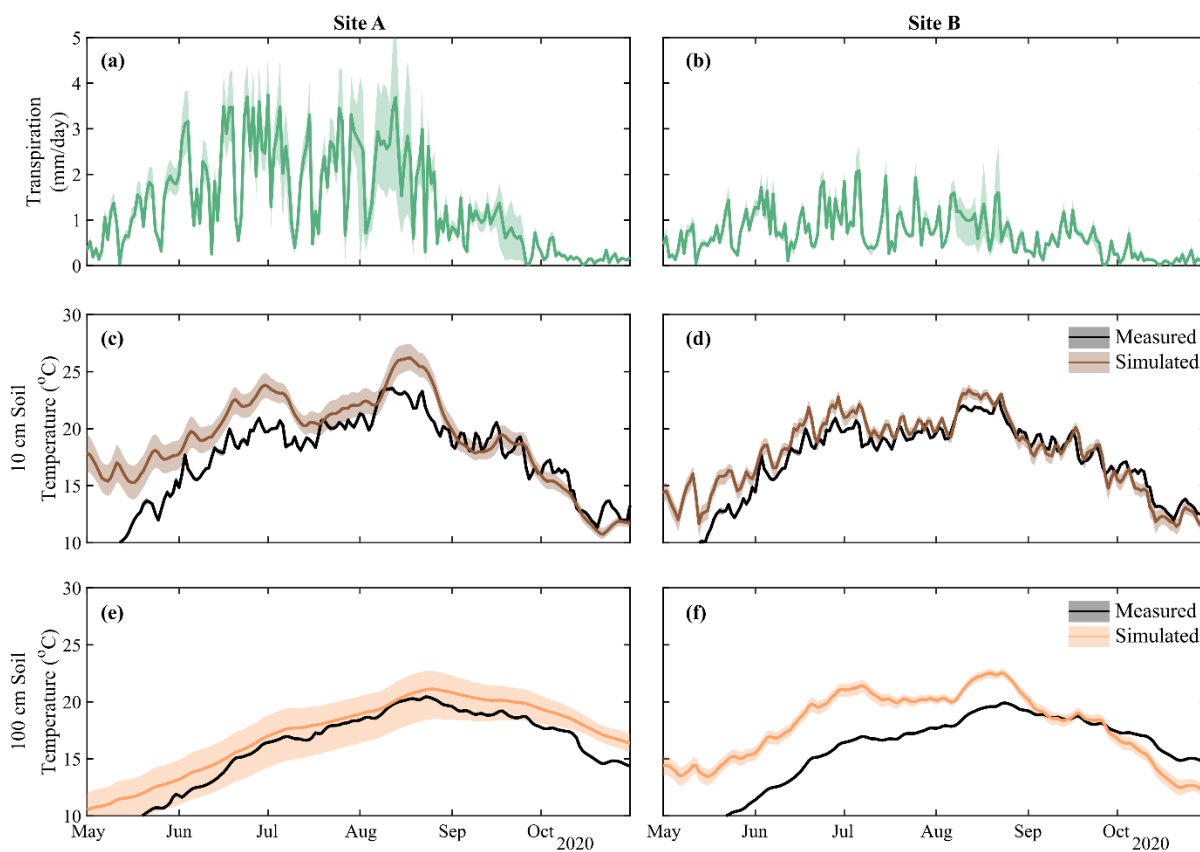 Site A
Site B
(a)
(b)
5
4
3
2
1
0
Transpiration
(mm/day)
(c)
(d)
Measured
Simulated
30
25
20
15
10
10 cm Soil
Temperature (°C)
(e)
(f)
Measured
Simulated
30
25
20
15
10
100 cm Soil
Temperature (°C)
May Jun Jul Aug Sep Oct
2020
May Jun Jul Aug Sep Oct
2020